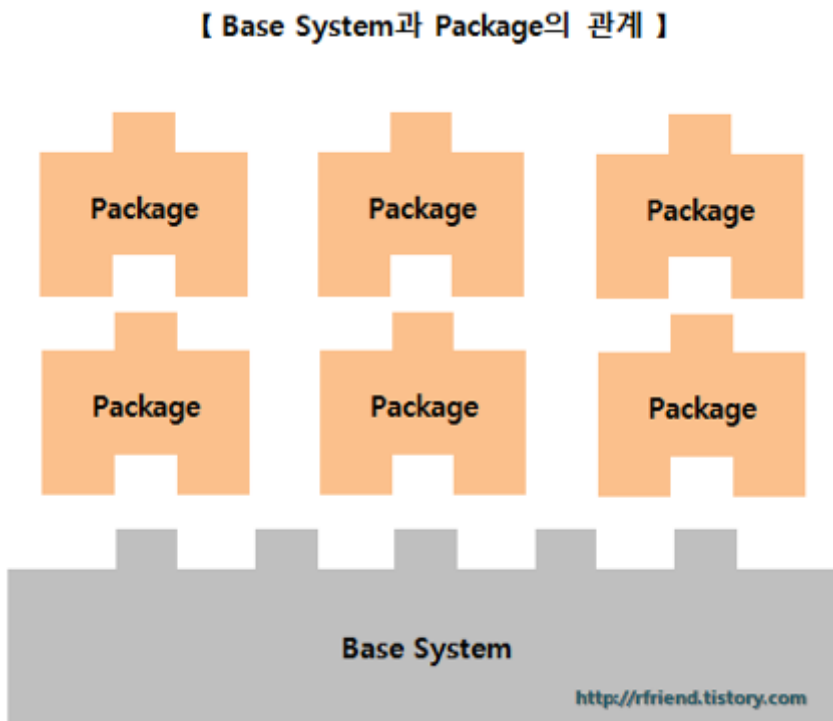 【 Base System과 Package의 관계 】
Package Package Package
Package Package Package
Base System
http://rfriend.tistory.com